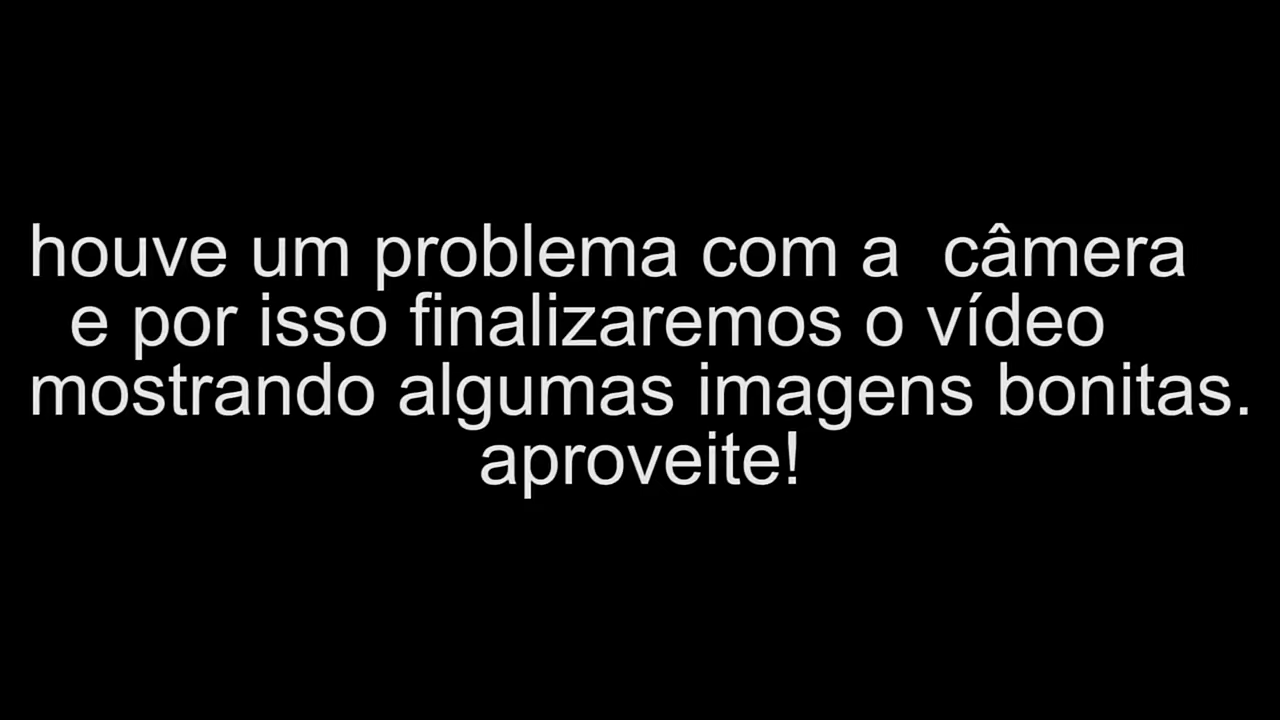 houve um problema com a câmera
e por isso finalizaremos o vídeo
mostrando algumas imagens bonitas.
aproveite!